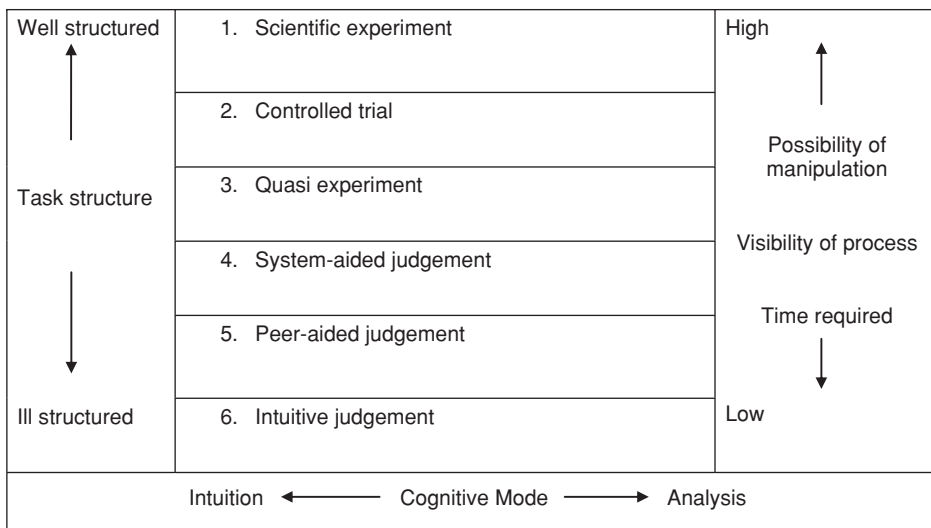 Well structured
Task structure
Ill structured
1. Scientific experiment
2. Controlled trial
3. Quasi experiment
4. System-aided judgement
5. Peer-aided judgement
6. Intuitive judgement
High
Possibility of
manipulation
Visibility of process
Time required
Low
Intuition Cognitive Mode Analysis